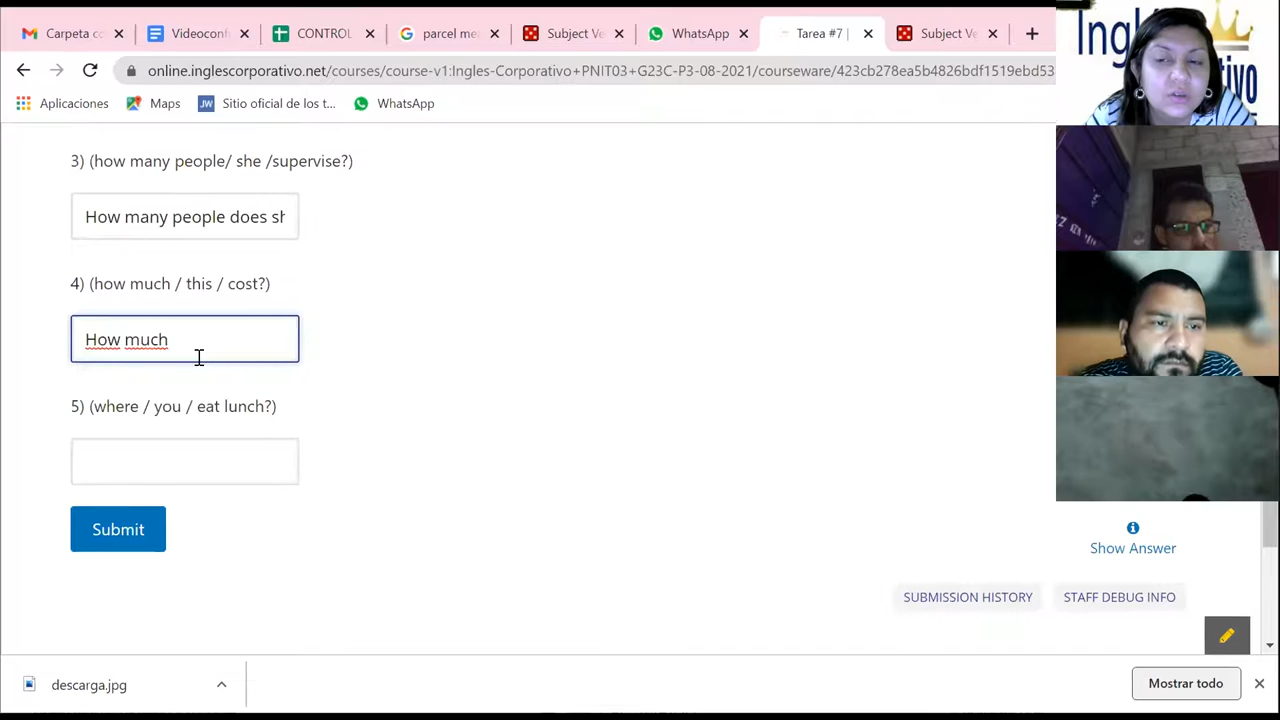 Carpeta co
Videoconf
CONTROL
parcel me
Subject Ve
WhatsApp
Tarea #7 |
Subject Ve
online.inglescorporativo.net/courses/course-v1:Ingles-Corporativo+PNIT03+G23C-P3-08-2021/courseware/423cb278ea5b4826bdf1519ebd53
Aplicaciones
Maps
JW
Sitio oficial de los t...
WhatsApp
3) (how many people/ she /supervise?)
How many people does sh
4) (how much / this / cost?)
How much
5) (where / you / eat lunch?)
Submit
Show Answer
SUBMISSION HISTORY
STAFF DEBUG INFO
descarga.jpg
Mostrar todo